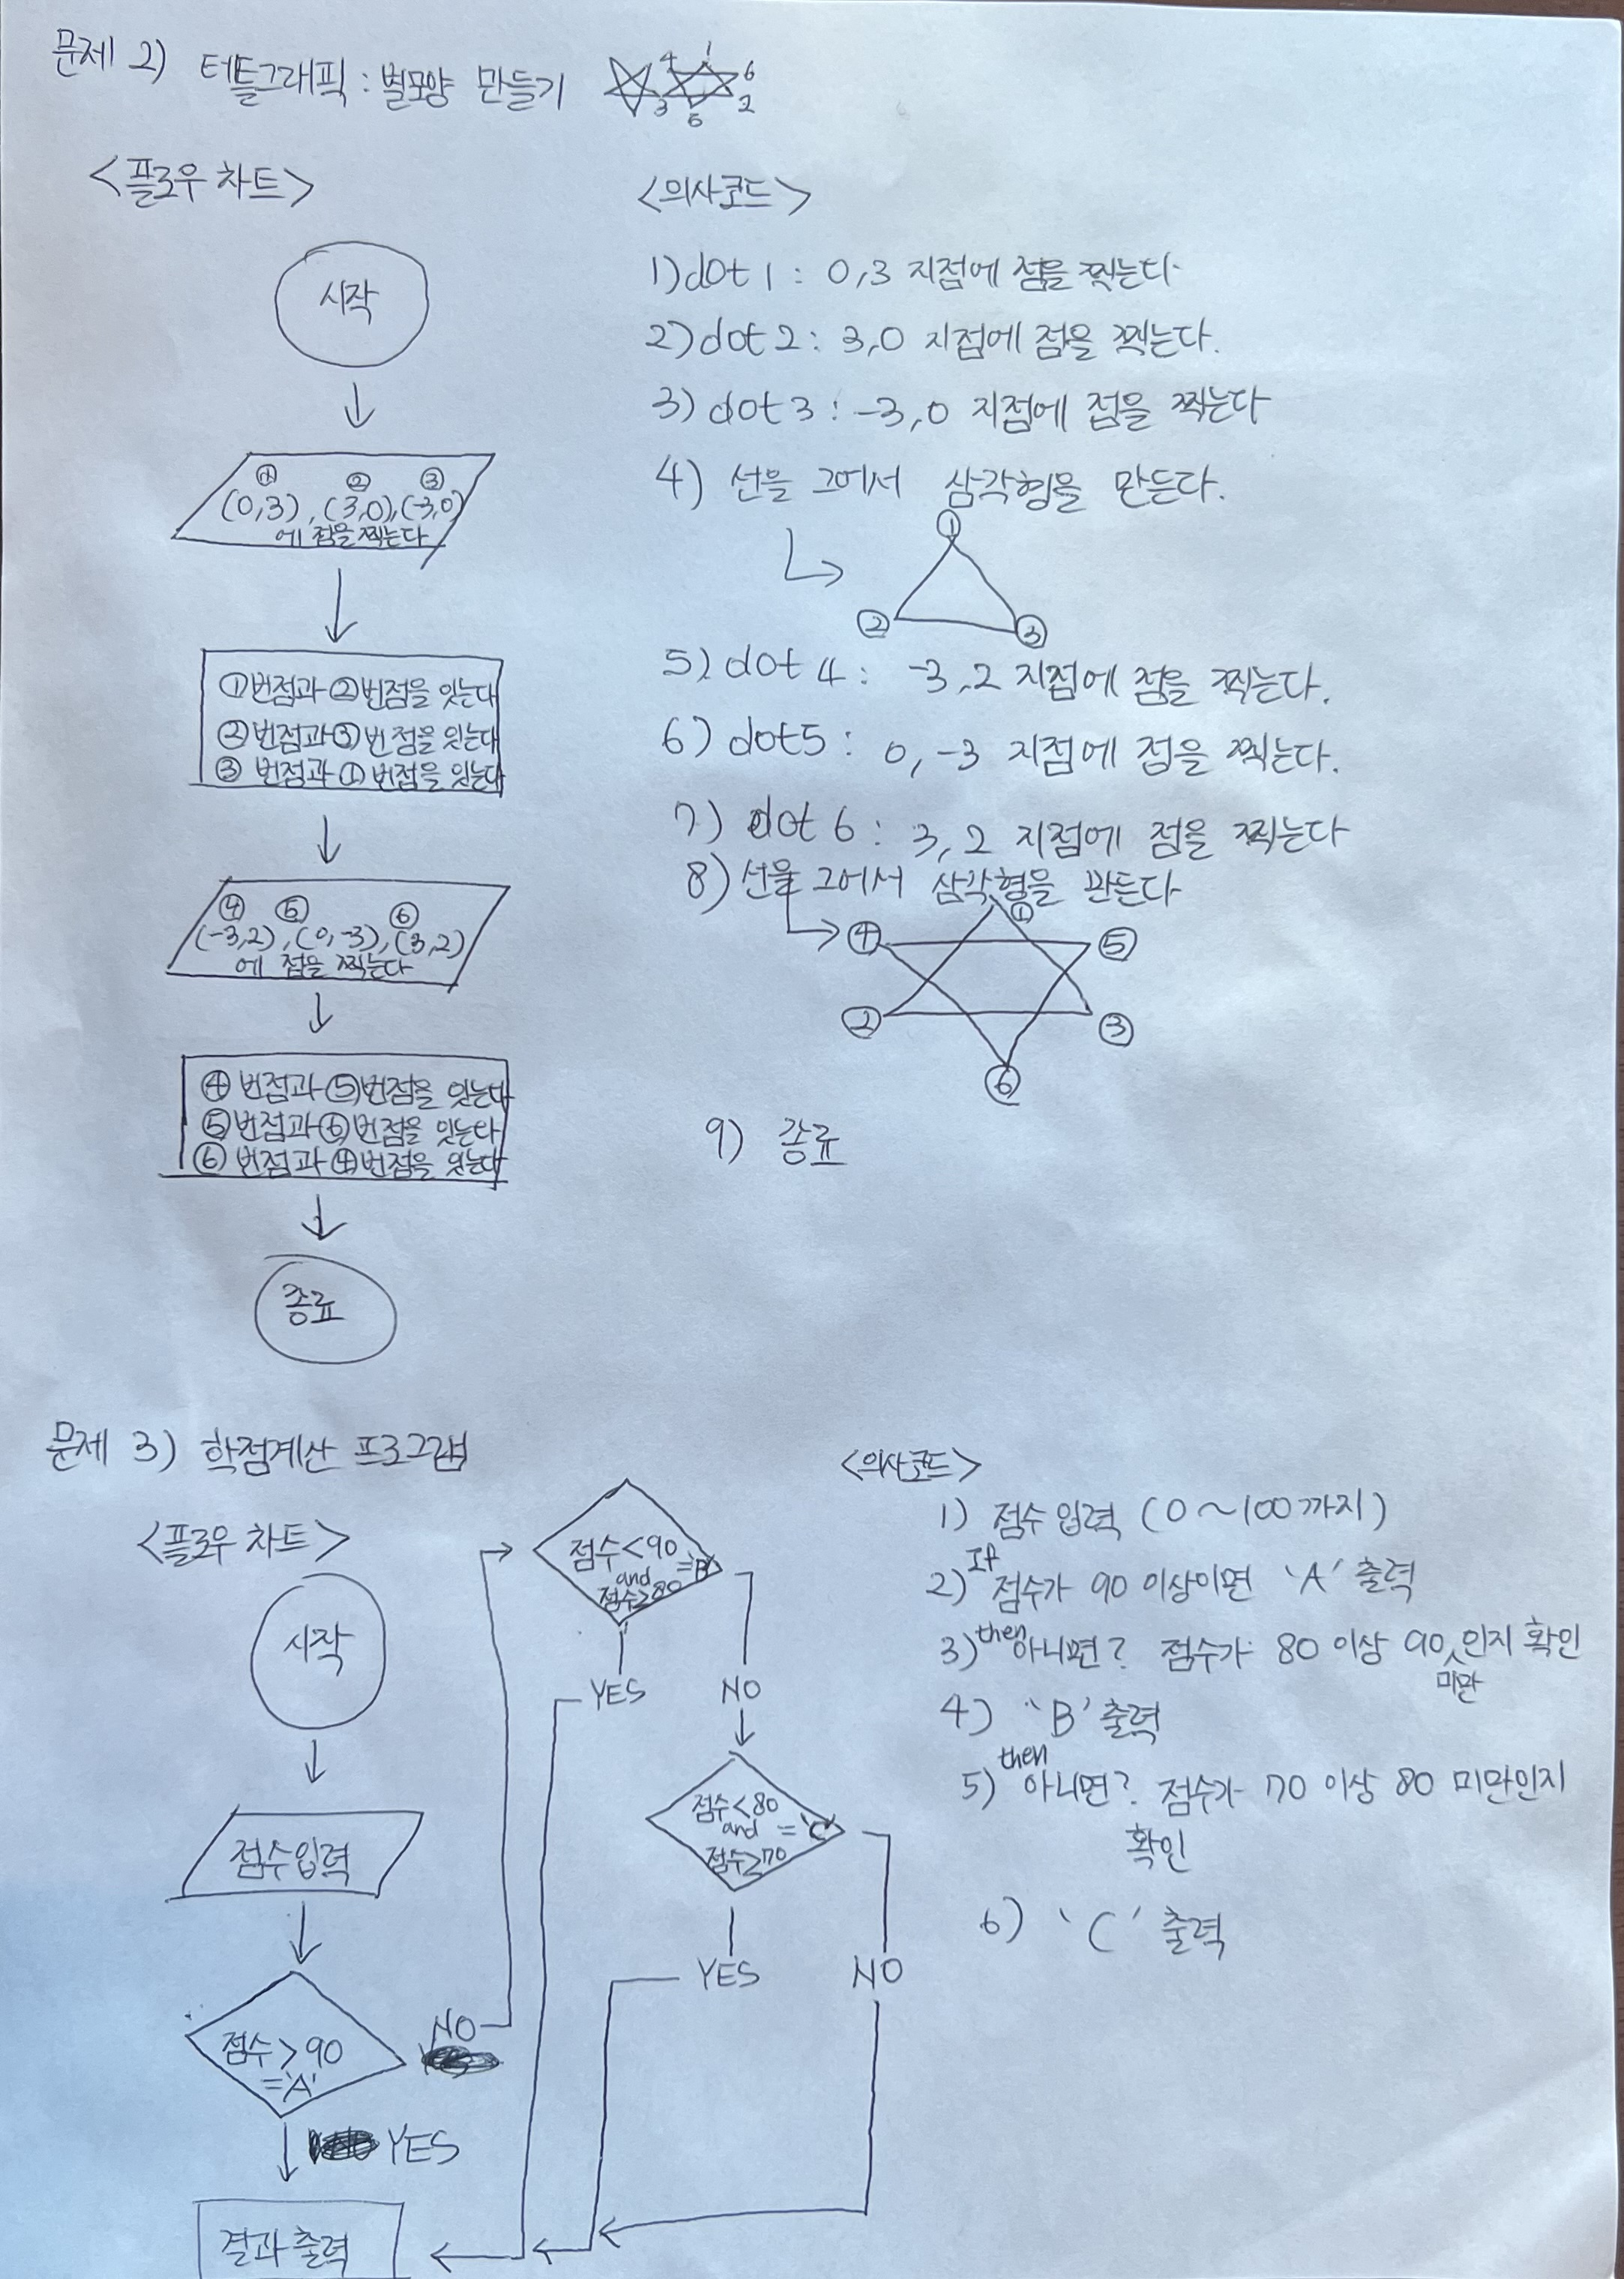 문제 2) 터틀그래픽 : 별모양 만들기
1
4
6
3
2
5
<플로우 차트>
시작
① ② ③
(0,3), (3,0), (-3,0)
에 점을 찍는다
①번점과 ②번점을 잇는다
②번점과 ③번점을 잇는다
③ 번점과 ①번점을 잇는다
④ ⑤ ⑥
(-3,2), (0,-3), (3,2)
에 점을 찍는다
④ 번점과 ⑤번점을 잇는다
⑤번점과 ⑥번점을 잇는다
⑥ 번점과 ④번점을 잇는다
종료
<의사코드>
1) dot 1 : 0,3 지점에 점을 찍는다.
2) dot 2 : 3,0 지점에 점을 찍는다.
3) dot 3 : -3,0 지점에 점을 찍는다
4) 선을 그어서 삼각형을 만든다.
①
② ③
5) dot 4 : -3,2 지점에 점을 찍는다.
6) dot5 : 0,-3 지점에 점을 찍는다.
7) dot 6 : 3,2 지점에 점을 찍는다
8) 선을 그어서 삼각형을 만든다
①
④ ⑤
② ③
⑥
9) 종료
문제 3) 학점계산 프로그램
<플로우 차트>
시작
점수입력
점수 > 90
='A'
NO
YES
결과 출력
점수<90
and ='B'
점수≥80
YES NO
점수<80
and ='C'
점수≥70
YES NO
<의사코드>
1) 점수 입력 (0~100까지)
2) If 점수가 90 이상이면 'A' 출력
3) then 아니면? 점수가 80 이상 90 미만인지 확인
4) 'B' 출력
5) then 아니면? 점수가 70 이상 80 미만인지
확인
6) 'C' 출력